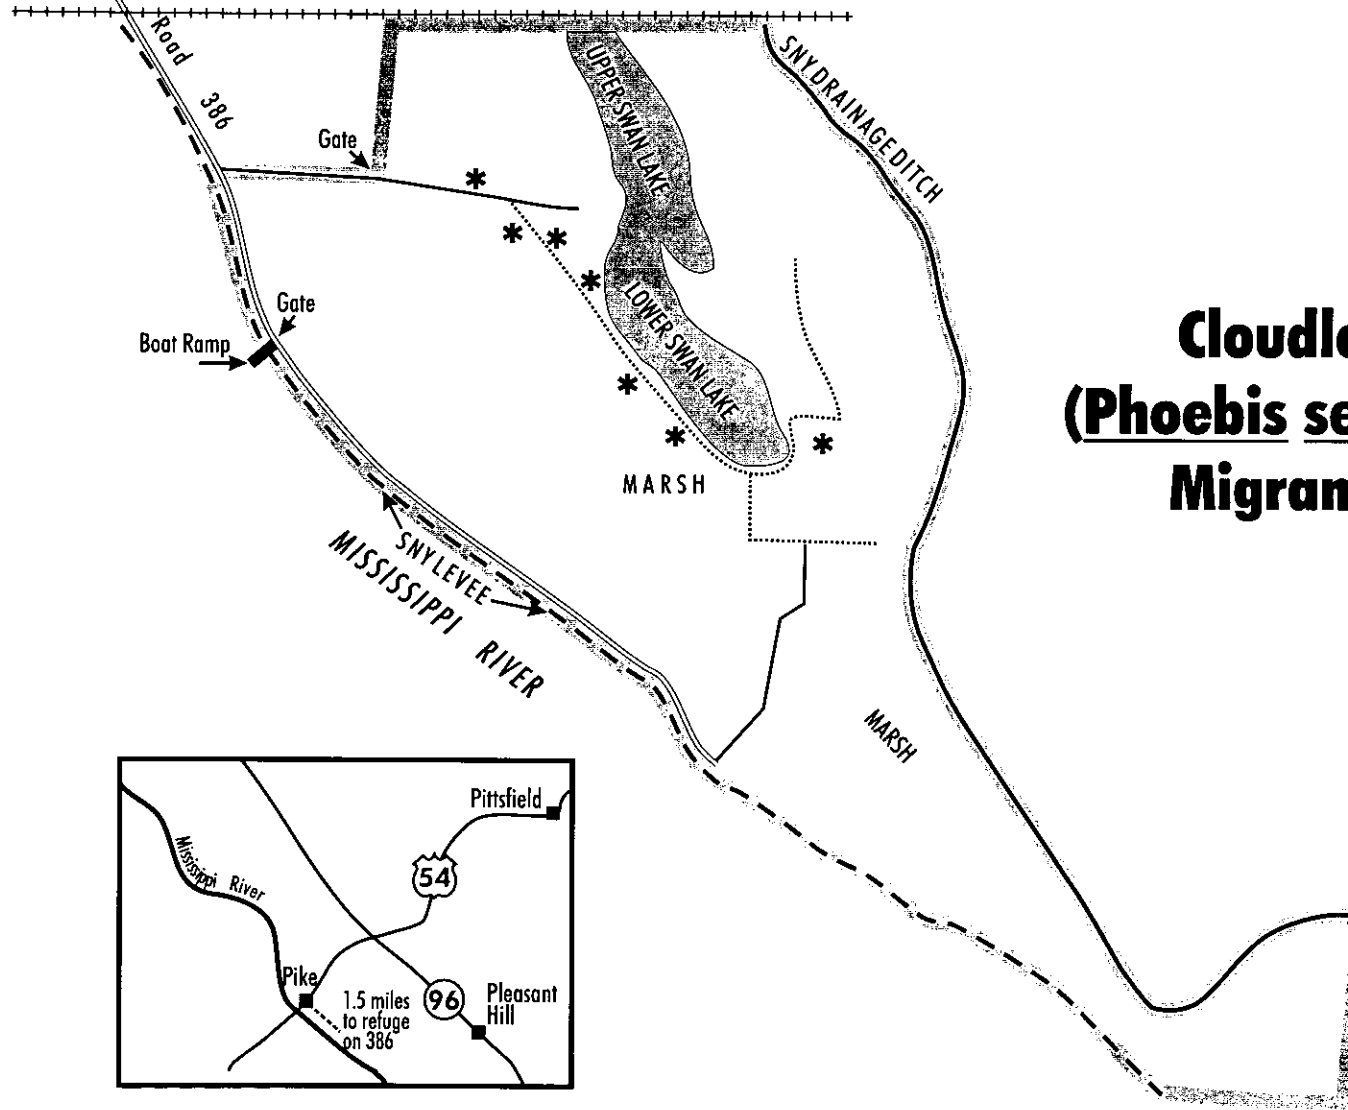 Road
386
UPPER SWAN LAKE
SNY DRAINAGE DITCH
Gate
*
*
*
*
LOWER SWAN LAKE
Gate
Boat Ramp
*
*
*
MARSH
SNY LEVEE
MISSISSIPPI RIVER
MARSH
(Phoebis
Pittsfield
Mississippi River
54
Pike
1.5 miles
to refuge
on 386
96
Pleasant
Hill